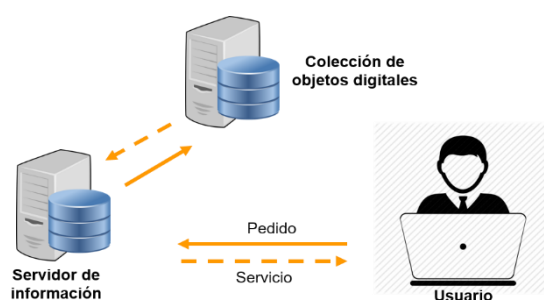 Colección de
objetos digitales
Pedido
Servicio
Servidor de
información
Usuario